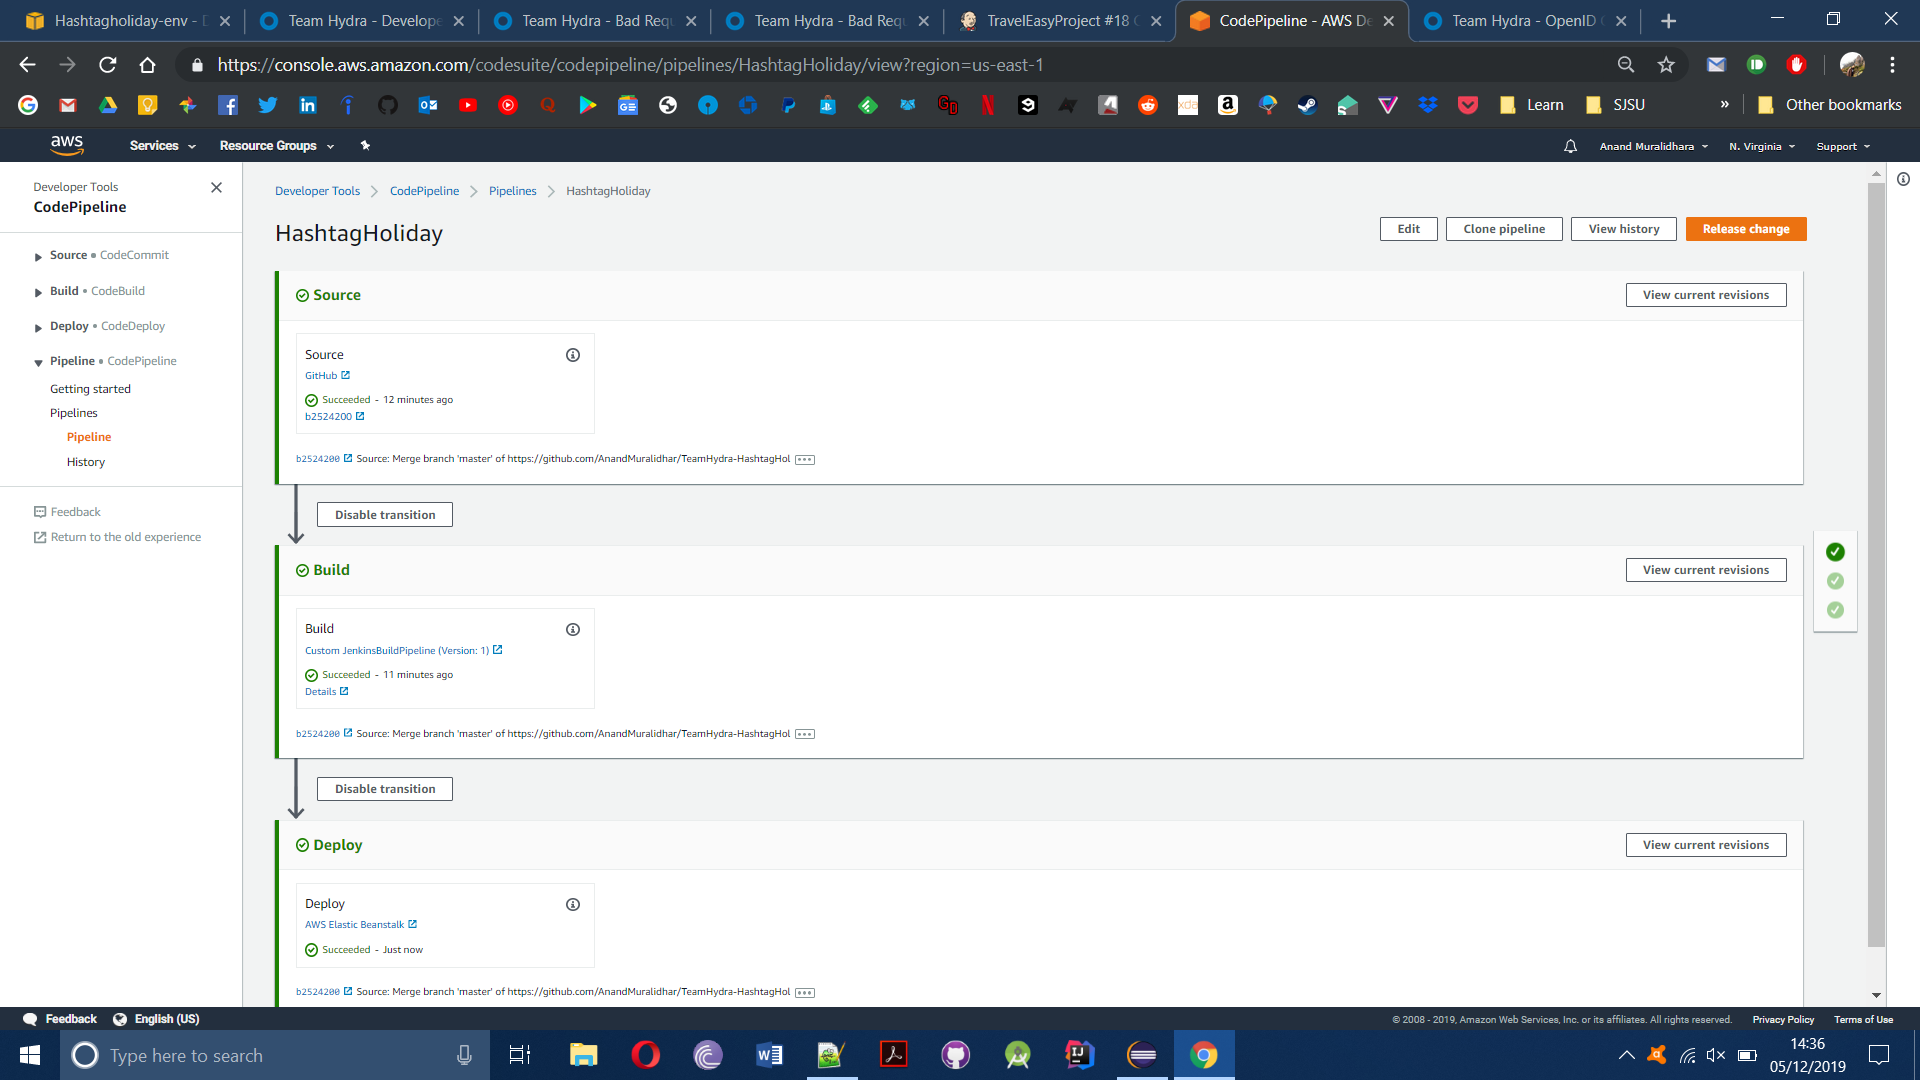 Hashtagholiday-env - D
Team Hydra - Develope
Team Hydra - Bad Requ
Team Hydra - Bad Requ
TravelEasyProject #18 C
CodePipeline - AWS De
Team Hydra - OpenID C
https://console.aws.amazon.com/codesuite/codepipeline/pipelines/HashtagHoliday/view?region=us-east-1
Learn
SJSU
»
Other bookmarks
aws
Services
Resource Groups
Anand Muralidhara
N. Virginia
Support
Developer Tools
CodePipeline
Source • CodeCommit
Build • CodeBuild
Deploy • CodeDeploy
Pipeline • CodePipeline
Getting started
Pipelines
Pipeline
History
Feedback
Return to the old experience
Developer Tools
CodePipeline
Pipelines
HashtagHoliday
HashtagHoliday
Edit
Clone pipeline
View history
Release change
Source
View current revisions
Source
GitHub
Succeeded - 12 minutes ago
b2524200
b2524200 Source: Merge branch 'master' of https://github.com/AnandMuralidhar/TeamHydra-HashtagHol
Disable transition
Build
View current revisions
Build
Custom JenkinsBuildPipeline (Version: 1)
Succeeded - 11 minutes ago
Details
b2524200 Source: Merge branch 'master' of https://github.com/AnandMuralidhar/TeamHydra-HashtagHol
Disable transition
Deploy
View current revisions
Deploy
AWS Elastic Beanstalk
Succeeded - Just now
b2524200 Source: Merge branch 'master' of https://github.com/AnandMuralidhar/TeamHydra-HashtagHol
Feedback
English (US)
© 2008 - 2019, Amazon Web Services, Inc. or its affiliates. All rights reserved.
Privacy Policy
Terms of Use
Type here to search
14:36
05/12/2019